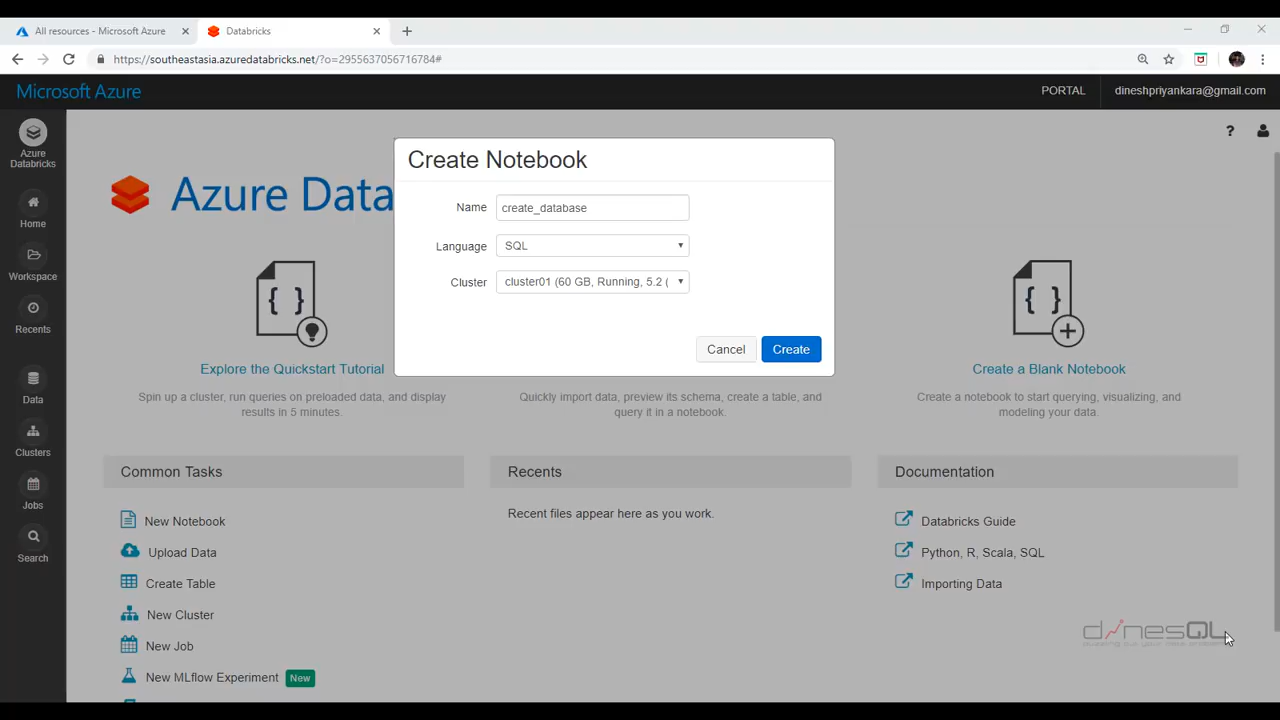 All resources - Microsoft Azure
Databricks
https://southeastasia.azuredatabricks.net/?o=2955637056716784#
Microsoft Azure
PORTAL
dineshpriyankara@gmail.com
Azure
Databricks
Home
Workspace
Recents
Data
Clusters
Jobs
Search
?
Azure Data
Create Notebook
Name
create_database
Language
SQL
Cluster
cluster01 (60 GB, Running, 5.2 (
Cancel
Create
Explore the Quickstart Tutorial
Spin up a cluster, run queries on preloaded data, and display
results in 5 minutes.
Quickly import data, preview its schema, create a table, and
query it in a notebook.
Create a Blank Notebook
Create a notebook to start querying, visualizing, and
modeling your data.
Common Tasks
New Notebook
Upload Data
Create Table
New Cluster
New Job
New MLflow Experiment
New
Recents
Recent files appear here as you work.
Documentation
Databricks Guide
Python, R, Scala, SQL
Importing Data
dinesQL